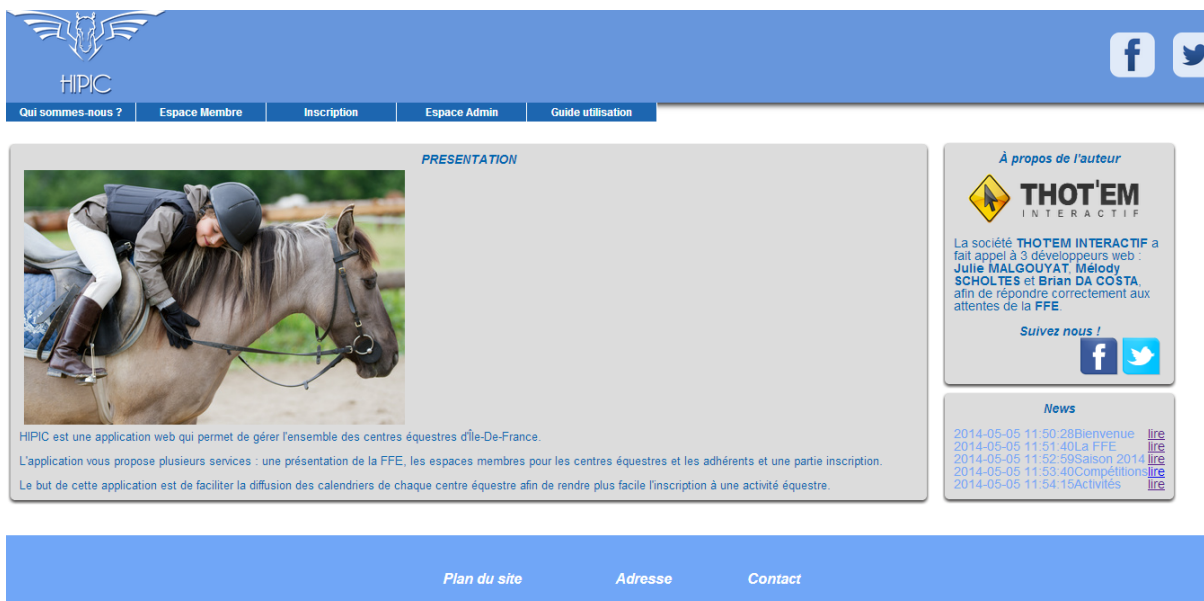 HIPIC
Qui sommes-nous ? Espace Membre Inscription Espace Admin Guide utilisation
PRESENTATION
HIPIC est une application web qui permet de gérer l'ensemble des centres équestres d'Île-De-France.
L'application vous propose plusieurs services : une présentation de la FFE, les espaces membres pour les centres équestres et les adhérents et une partie inscription.
Le but de cette application est de faciliter la diffusion des calendriers de chaque centre équestre afin de rendre plus facile l'inscription à une activité équestre.
À propos de l'auteur
THOT'EM
INTERACTIF
La société THOT'EM INTERACTIF a
fait appel à 3 développeurs web :
Julie MALGOUYAT, Mélody
SCHOLTES et Brian DA COSTA,
afin de répondre correctement aux
attentes de la FFE.
Suivez nous !
News
2014-05-05 11:50:28Bienvenue lire
2014-05-05 11:51:40La FFE lire
2014-05-05 11:52:59Saison 2014 lire
2014-05-05 11:53:40Compétitions lire
2014-05-05 11:54:15Activités lire
Plan du site Adresse Contact